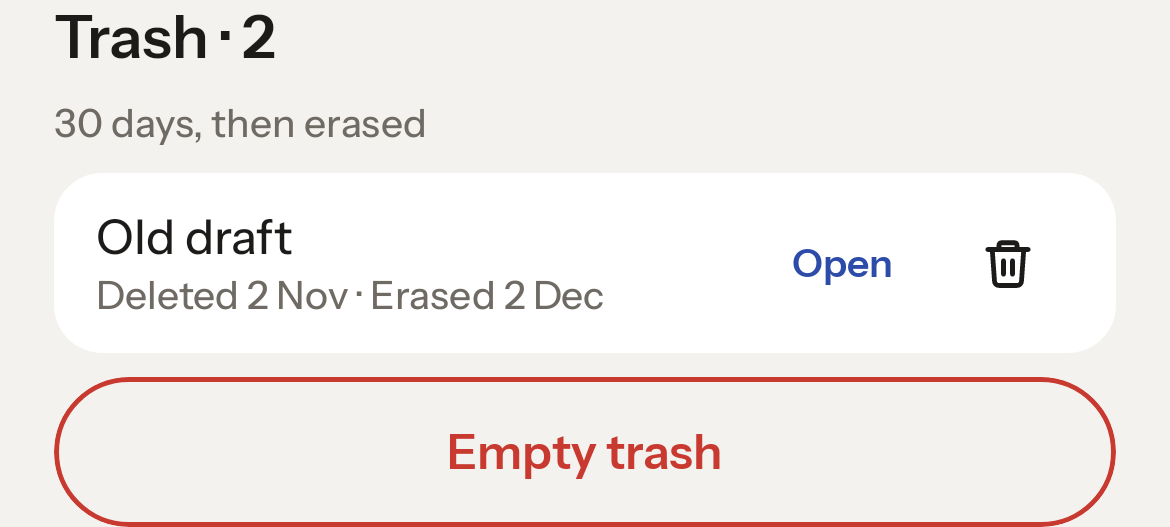 Trash · 2
30 days, then erased
Old draft
Deleted 2 Nov · Erased 2 Dec
Open
Empty trash